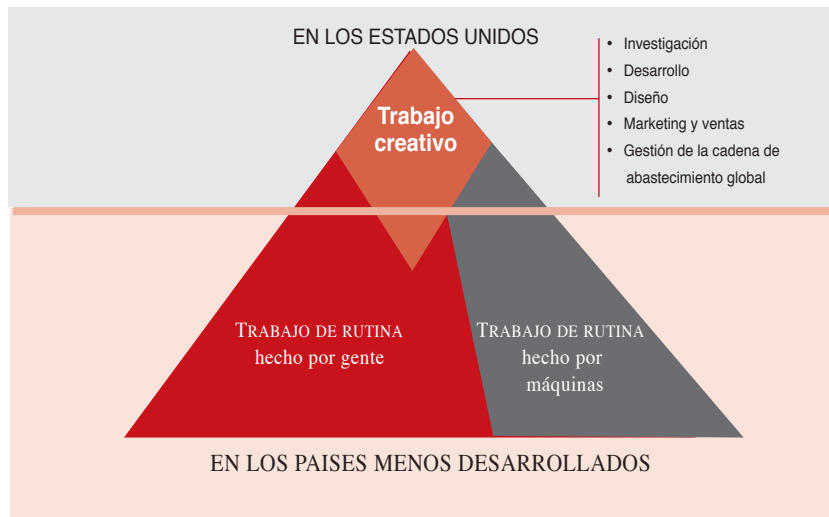 EN LOS ESTADOS UNIDOS
• Investigación
• Desarrollo
• Diseño
• Marketing y ventas
• Gestión de la cadena de
abastecimiento global
Trabajo
creativo
TRABAJO DE RUTINA
hecho por gente
TRABAJO DE RUTINA
hecho por
máquinas
EN LOS PAISES MENOS DESARROLLADOS